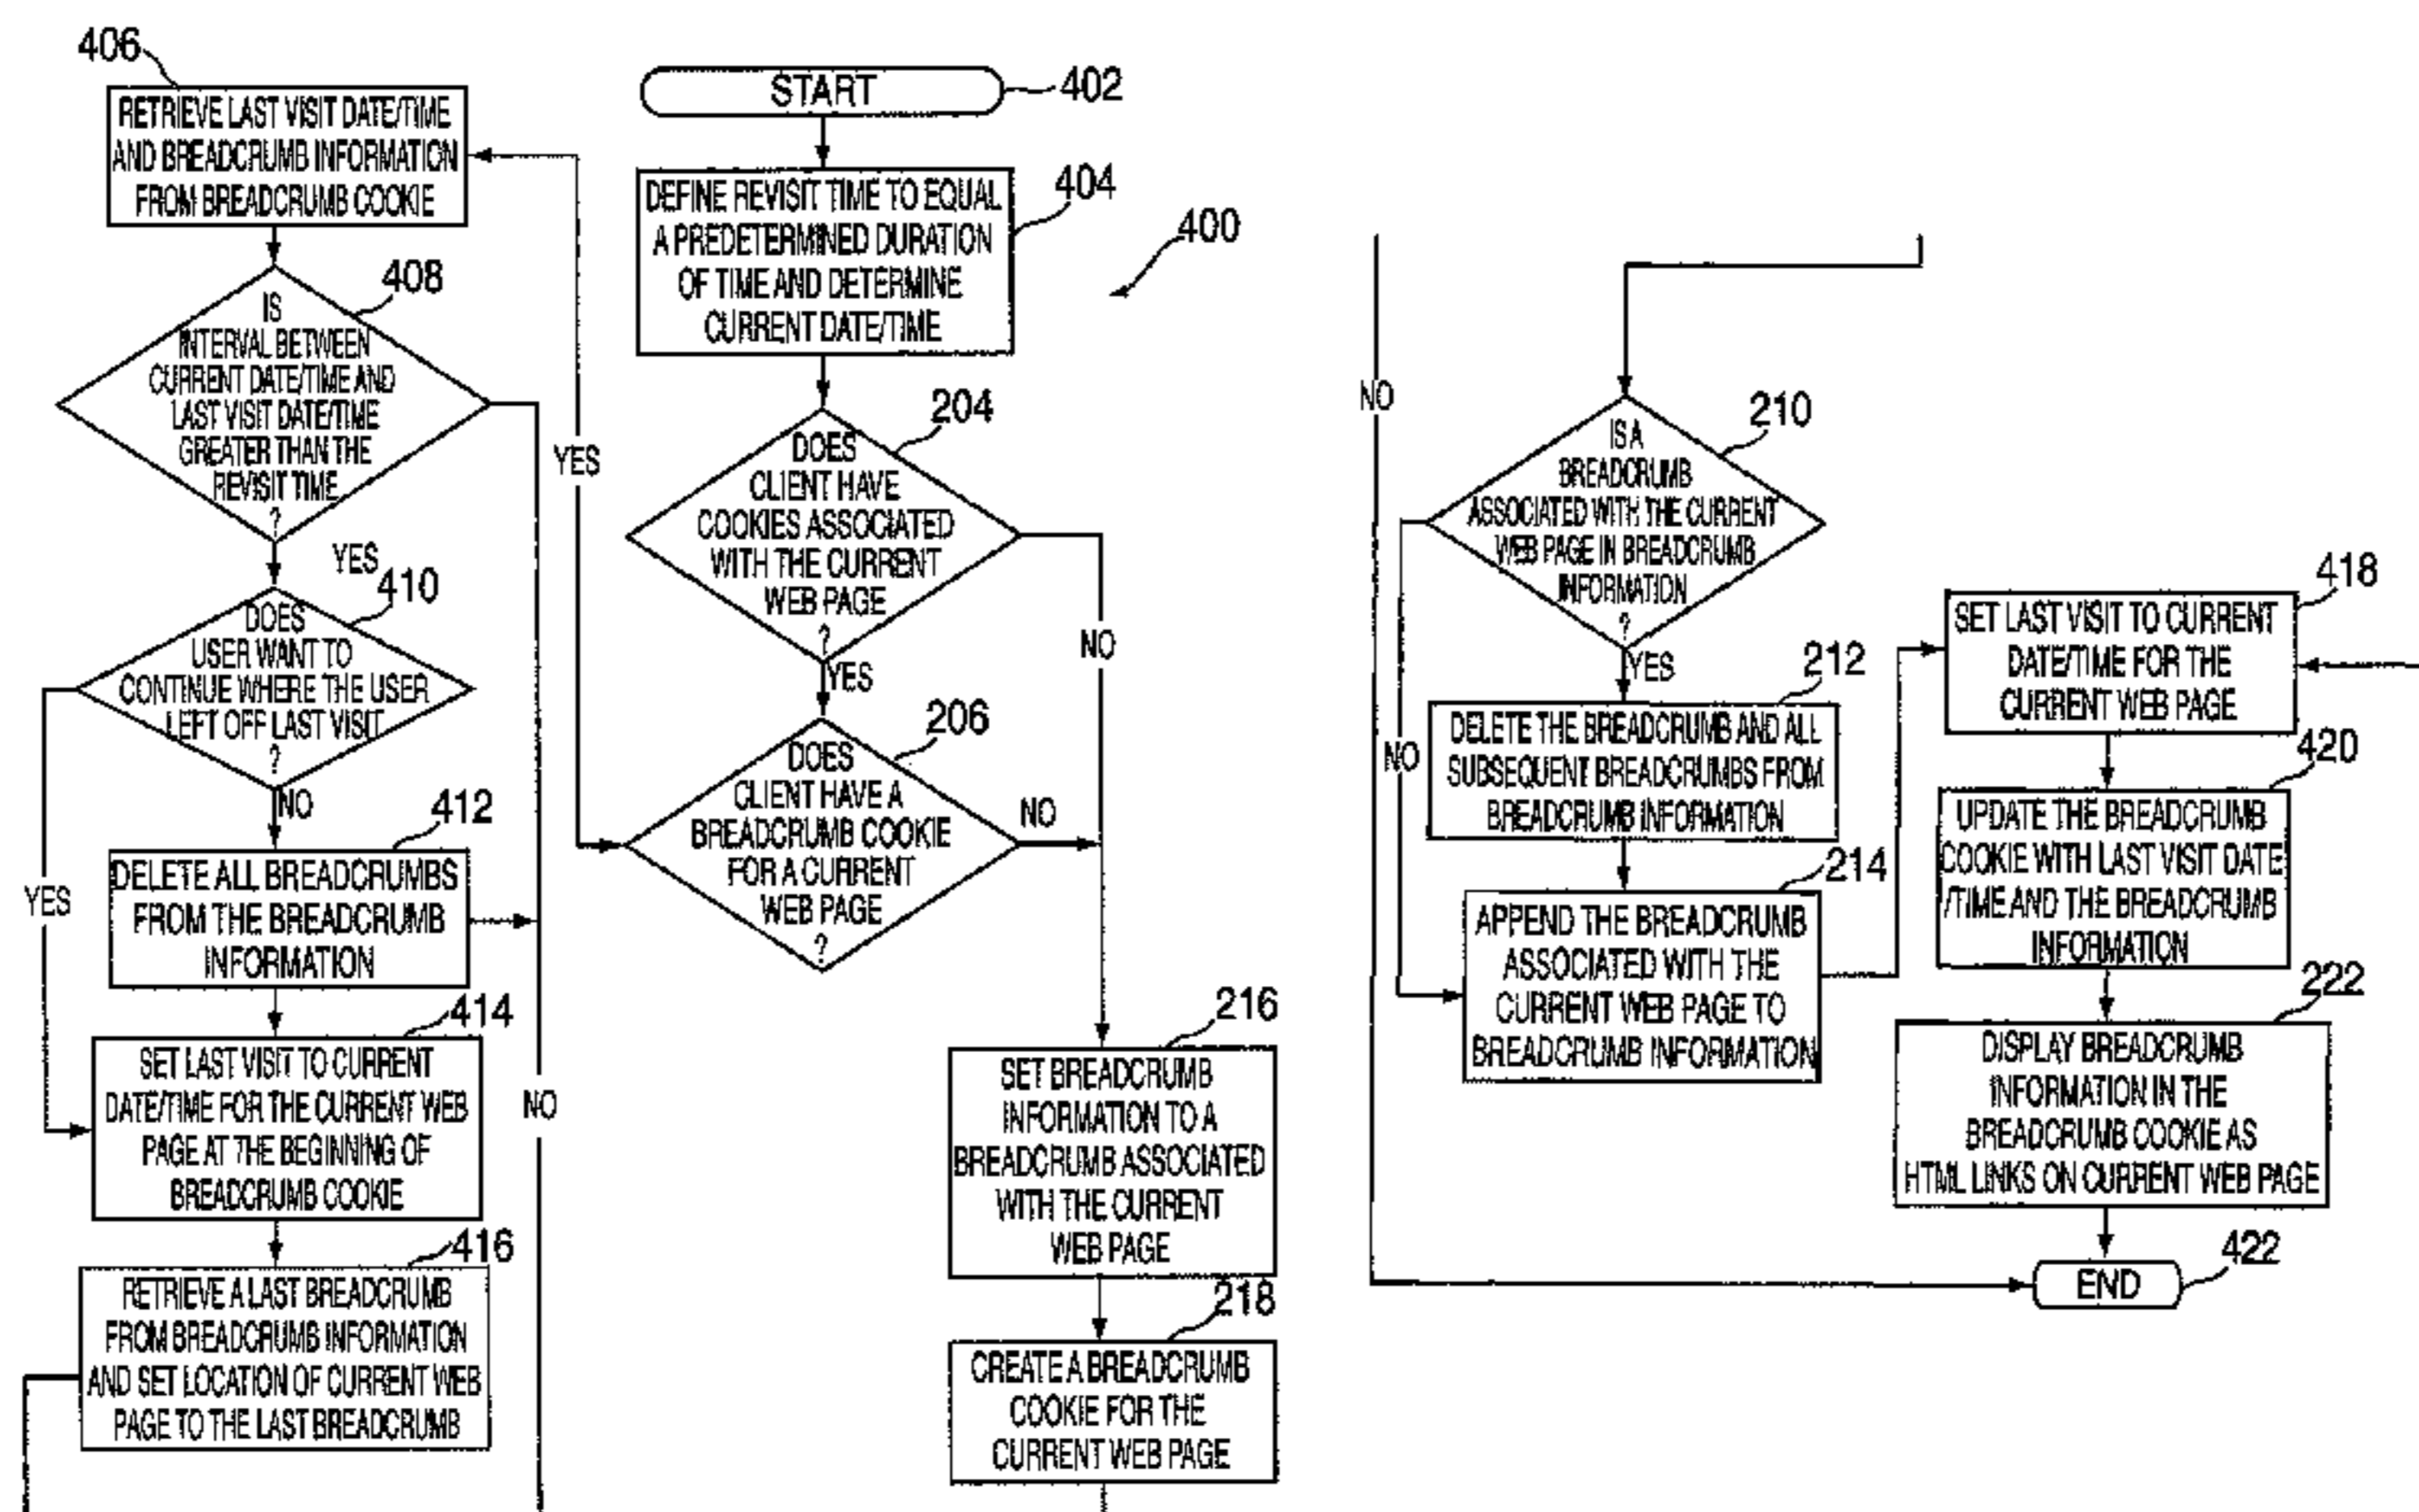 406
RETRIEVE LAST VISIT DATE/TIME
AND BREADCRUMB INFORMATION
FROM BREADCRUMB COOKIE
408
IS
INTERVAL BETWEEN
CURRENT DATE/TIME AND
LAST VISIT DATE/TIME
GREATER THAN THE
REVISIT TIME
?
YES
410
DOES
USER WANT TO
CONTINUE WHERE THE USER
LEFT OFF LAST VISIT
?
NO
YES
412
DELETE ALL BREADCRUMBS
FROM THE BREADCRUMB
INFORMATION
414
SET LAST VISIT TO CURRENT
DATE/TIME FOR THE CURRENT WEB
PAGE AT THE BEGINNING OF
BREADCRUMB COOKIE
NO
416
RETRIEVE A LAST BREADCRUMB
FROM BREADCRUMB INFORMATION
AND SET LOCATION OF CURRENT WEB
PAGE TO THE LAST BREADCRUMB
START
402
DEFINE REVISIT TIME TO EQUAL
A PREDETERMINED DURATION
OF TIME AND DETERMINE
CURRENT DATE/TIME
404
400
204
DOES
CLIENT HAVE
COOKIES ASSOCIATED
WITH THE CURRENT
WEB PAGE
?
YES
NO
YES
206
DOES
CLIENT HAVE A
BREADCRUMB COOKIE
FOR A CURRENT
WEB PAGE
?
NO
216
SET BREADCRUMB
INFORMATION TO A
BREADCRUMB ASSOCIATED
WITH THE CURRENT
WEB PAGE
218
CREATE A BREADCRUMB
COOKIE FOR THE
CURRENT WEB PAGE
NO
210
IS A
BREADCRUMB
ASSOCIATED WITH THE CURRENT
WEB PAGE IN BREADCRUMB
INFORMATION
?
YES
NO
212
DELETE THE BREADCRUMB AND ALL
SUBSEQUENT BREADCRUMBS FROM
BREADCRUMB INFORMATION
214
APPEND THE BREADCRUMB
ASSOCIATED WITH THE
CURRENT WEB PAGE TO
BREADCRUMB INFORMATION
418
SET LAST VISIT TO CURRENT
DATE/TIME FOR THE
CURRENT WEB PAGE
420
UPDATE THE BREADCRUMB
COOKIE WITH LAST VISIT DATE
/TIME AND THE BREADCRUMB
INFORMATION
222
DISPLAY BREADCRUMB
INFORMATION IN THE
BREADCRUMB COOKIE AS
HTML LINKS ON CURRENT WEB PAGE
422
END